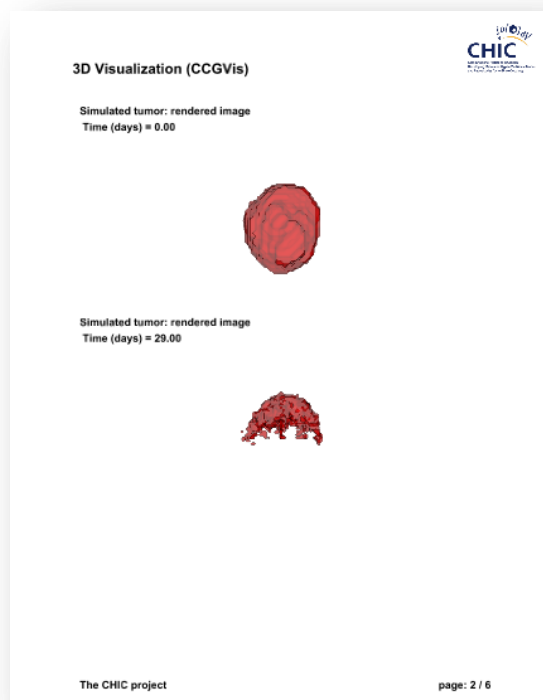 CHIC
3D Visualization (CCGVis)
Simulated tumor: rendered image
Time (days) = 0.00
Simulated tumor: rendered image
Time (days) = 29.00
The CHIC project
page: 2 / 6